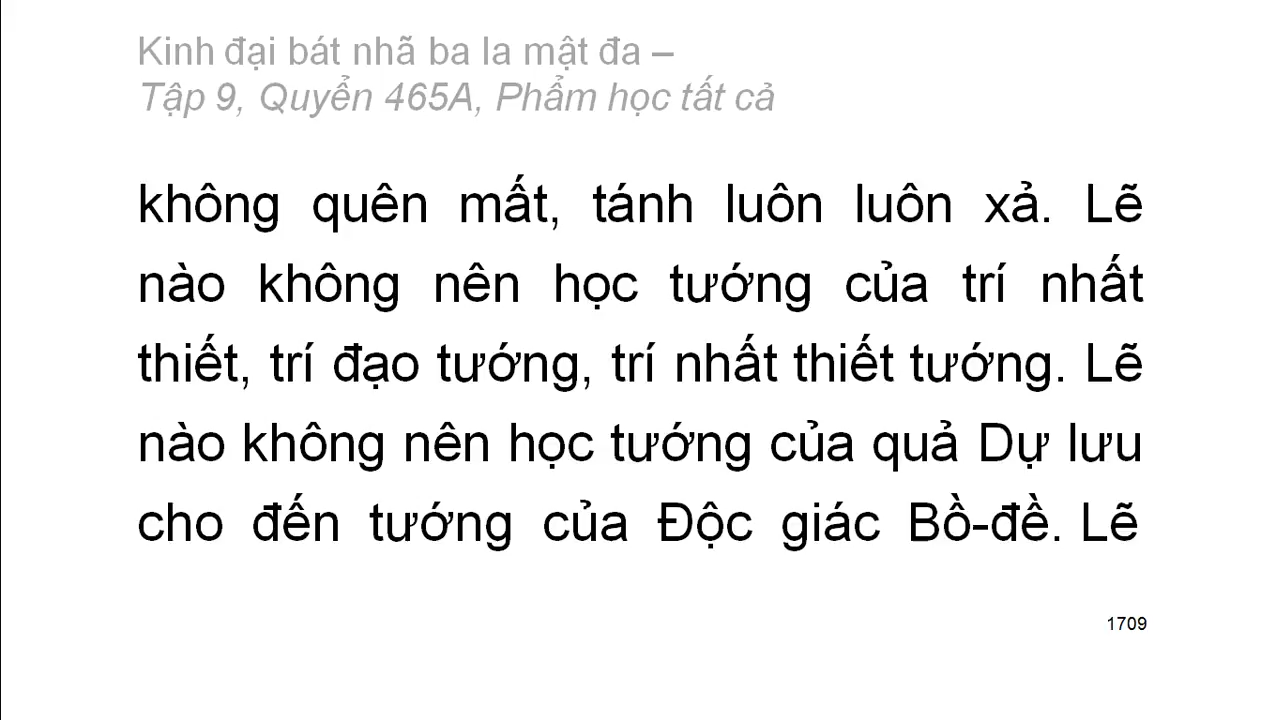 Kinh đại bát nhã ba la mật đa –
Tập 9, Quyển 465A, Phẩm học tất cả
không quên mất, tánh luôn luôn xả. Lẽ
nào không nên học tướng của trí nhất
thiết, trí đạo tướng, trí nhất thiết tướng. Lẽ
nào không nên học tướng của quả Dự lưu
cho đến tướng của Độc giác Bồ-đề. Lẽ
1709